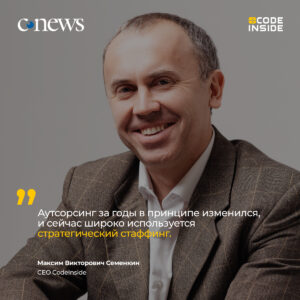 cnews
CODE
INSIDE
"
Аутсорсинг за годы в принципе изменился,
и сейчас широко используется
стратегический стаффинг.
Максим Викторович Семенкин
CEO CodeInside